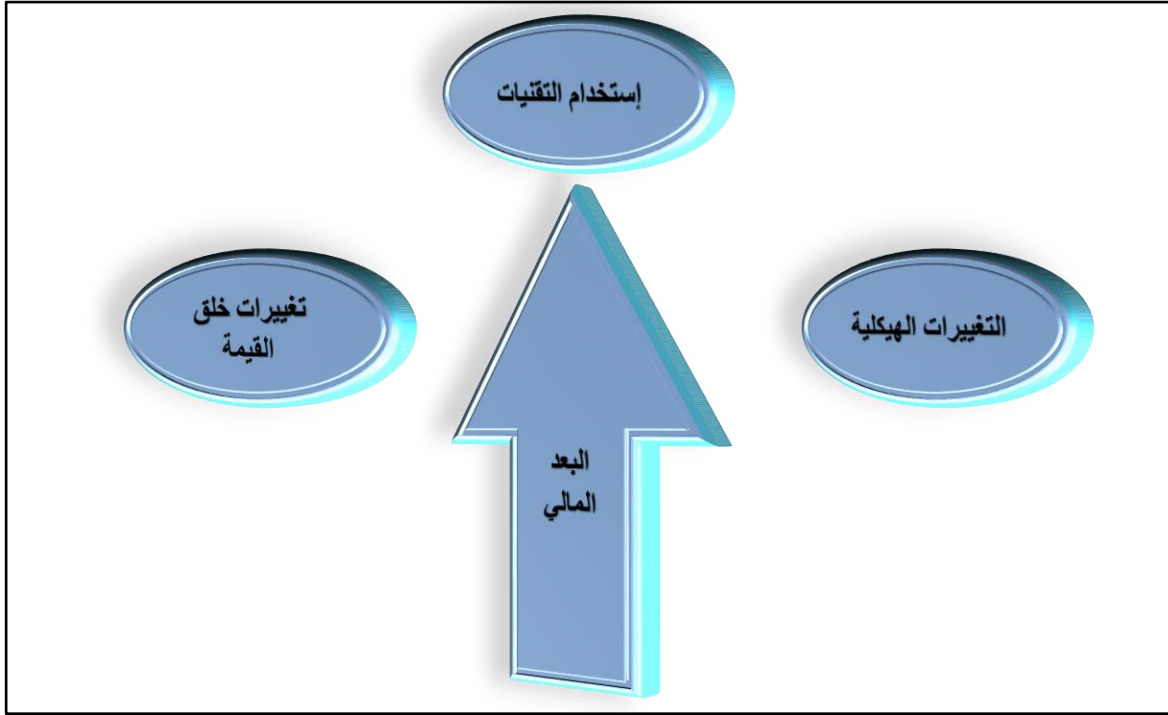 إستخدام التقنيات
التغييرات الهيكلية
تغييرات خلق
القيمة
البعد
المالي